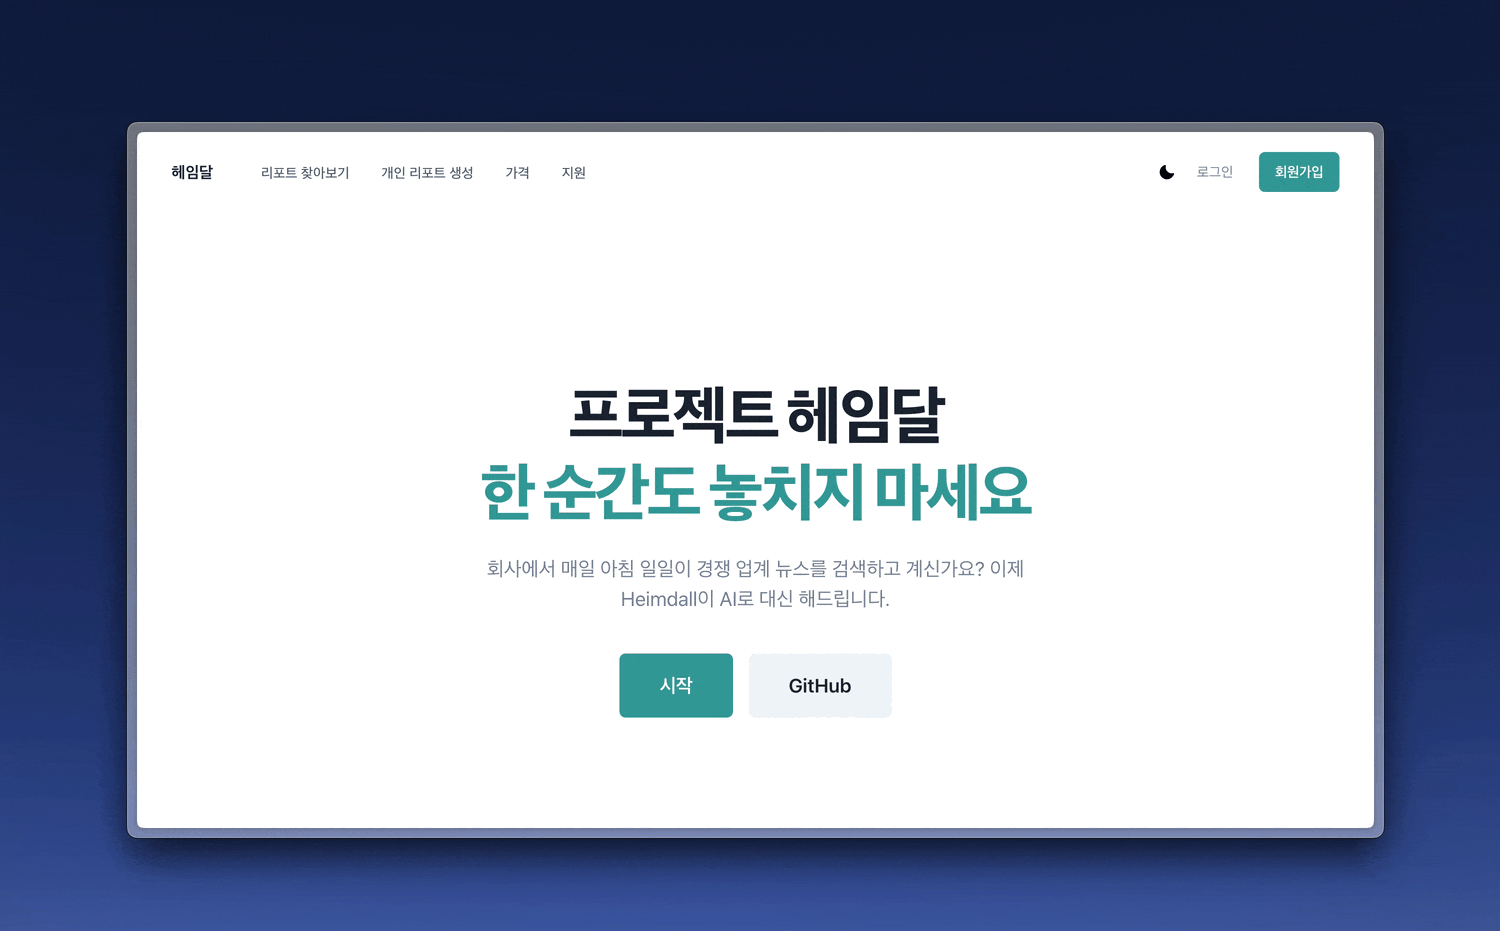 헤임달
리포트 찾아보기
개인 리포트 생성
가격
지원
로그인
회원가입
프로젝트 헤임달
한 순간도 놓치지 마세요
회사에서 매일 아침 일일이 경쟁 업계 뉴스를 검색하고 계신가요? 이제
Heimdall이 AI로 대신 해드립니다.
시작
GitHub